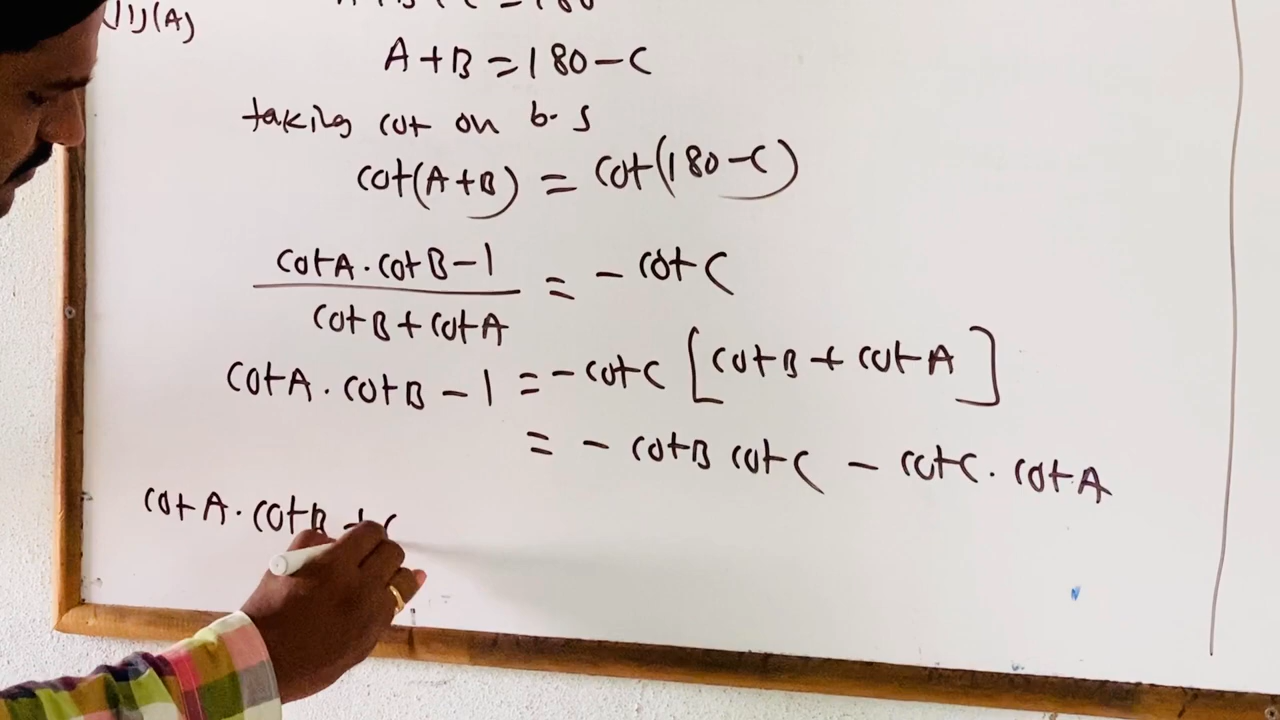 A+B+C=180
)(A)
A+B=180-C
taking cot on b.s
cot(A+B) = cot(180-C)
cotA.cotB-1 = - cotC
cotB+cotA
cotA.cotB-1 = -cotC [cotB+cotA]
= - cotB cotC - cotC.cotA
cotA.cotB + c